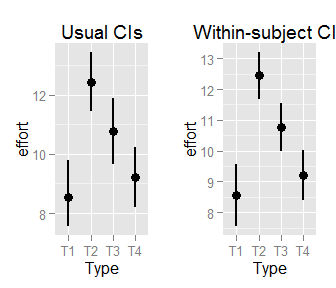 Usual CIs
effort
12
10
8
T1 T2 T3 T4
Type
Within-subject CI
effort
13
12
11
10
9
8
T1 T2 T3 T4
Type